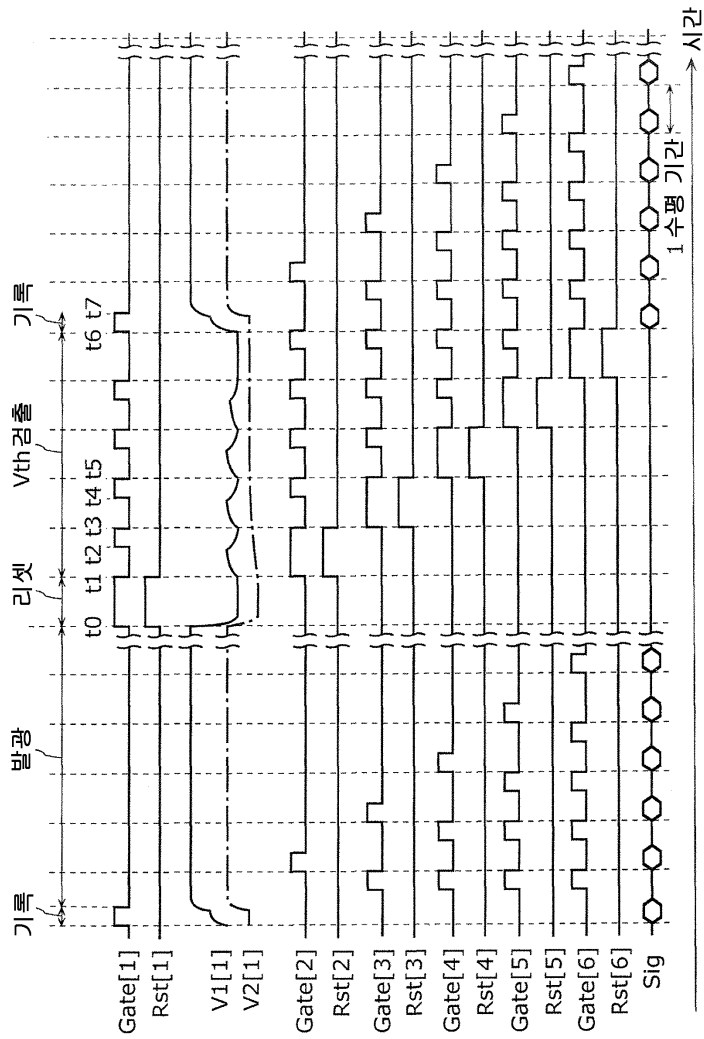 기록
발광
리셋
Vth검출
기록
t0
t1
t2
t3
t4
t5
t6
t7
Gate[1]
Rst[1]
V1[1]
V2[1]
Gate[2]
Rst[2]
Gate[3]
Rst[3]
Gate[4]
Rst[4]
Gate[5]
Rst[5]
Gate[6]
Rst[6]
Sig
1 수평 기간
시간